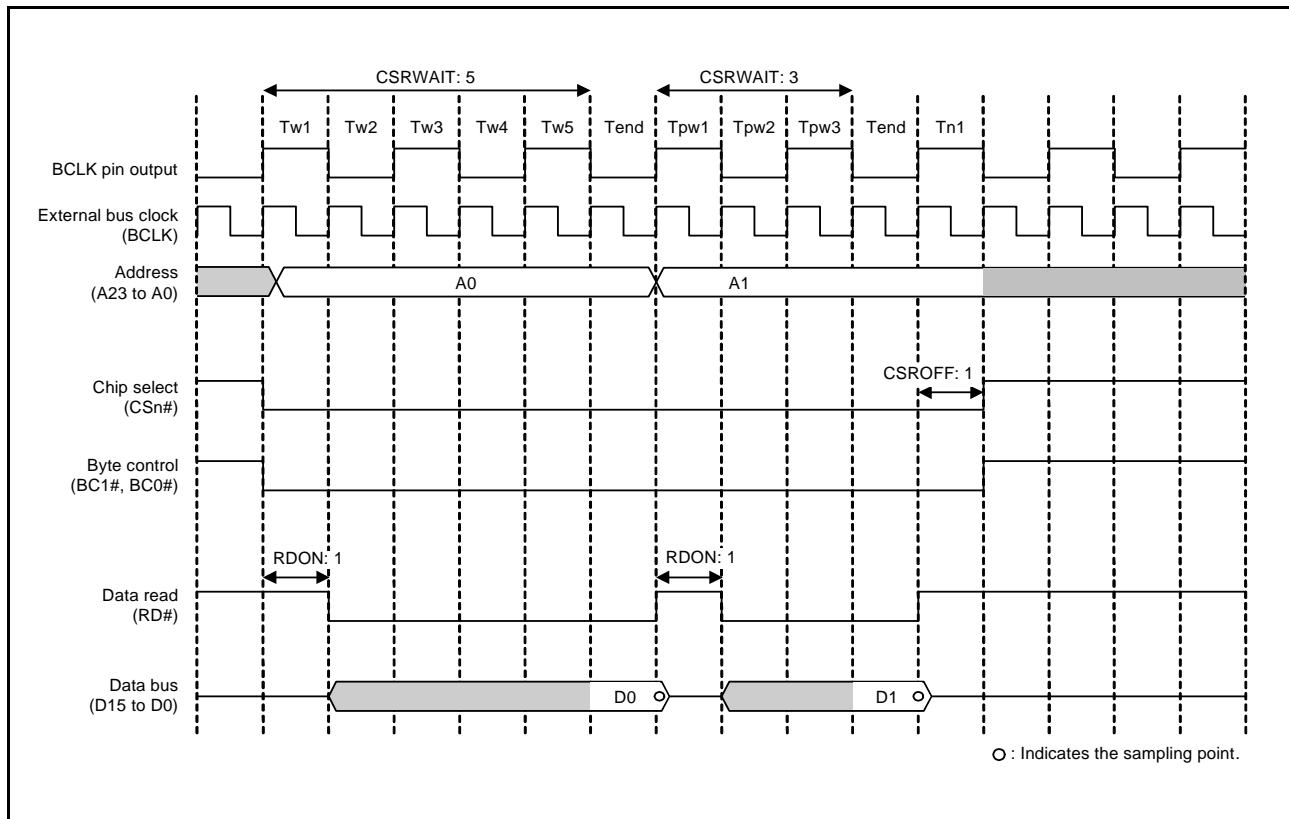 CSRWAIT: 5
CSRWAIT: 3
Tw1 Tw2 Tw3 Tw4 Tw5 Tend Tpw1 Tpw2 Tpw3 Tend Tn1
BCLK pin output
External bus clock
(BCLK)
Address
(A23 to A0)
A0
A1
CSROFF: 1
Chip select
(CSn#)
Byte control
(BC1#, BC0#)
RDON: 1
RDON: 1
Data read
(RD#)
Data bus
(D15 to D0)
D0
D1
: Indicates the sampling point.